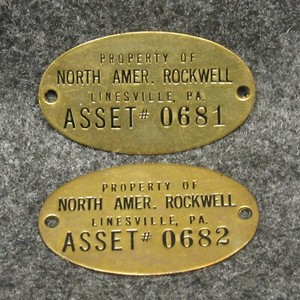 PROPERTY OF
NORTH AMER. ROCKWELL
LINESVILLE, PA.
ASSET# 0681
PROPERTY OF
NORTH AMER. ROCKWELL
LINESVILLE, PA.
ASSET# 0682